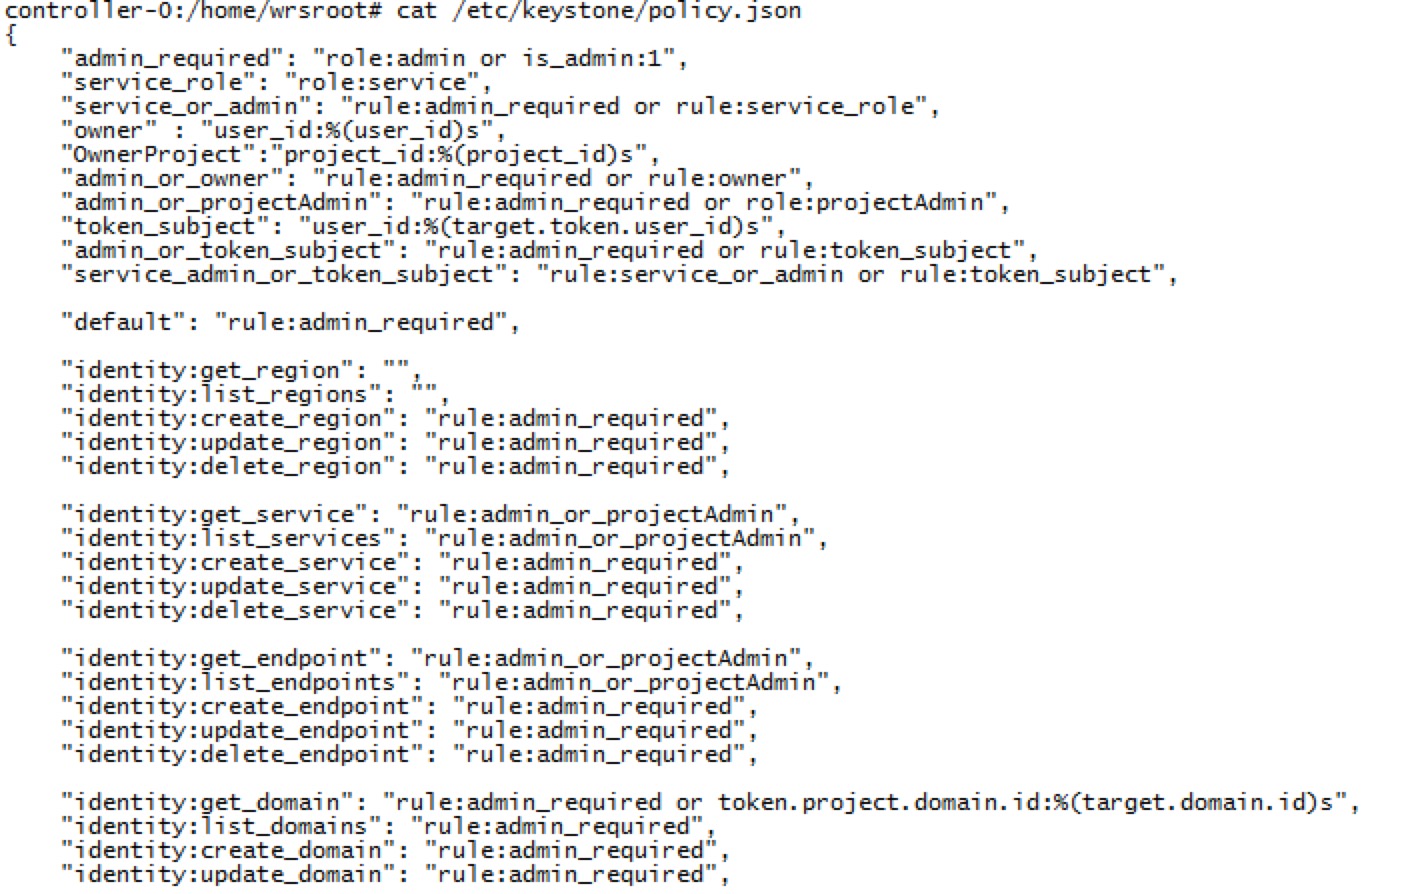 controller-0:/home/wrsroot# cat /etc/keystone/policy.json
{
    "admin_required": "role:admin or is_admin:1",
    "service_role": "role:service",
    "service_or_admin": "rule:admin_required or rule:service_role",
    "owner" : "user_id:%(user_id)s",
    "OwnerProject":"project_id:%(project_id)s",
    "admin_or_owner": "rule:admin_required or rule:owner",
    "admin_or_projectAdmin": "rule:admin_required or role:projectAdmin",
    "token_subject": "user_id:%(target.token.user_id)s",
    "admin_or_token_subject": "rule:admin_required or rule:token_subject",
    "service_admin_or_token_subject": "rule:service_or_admin or rule:token_subject",
    "default": "rule:admin_required",
    "identity:get_region": "",
    "identity:list_regions": "",
    "identity:create_region": "rule:admin_required",
    "identity:update_region": "rule:admin_required",
    "identity:delete_region": "rule:admin_required",
    "identity:get_service": "rule:admin_or_projectAdmin",
    "identity:list_services": "rule:admin_or_projectAdmin",
    "identity:create_service": "rule:admin_required",
    "identity:update_service": "rule:admin_required",
    "identity:delete_service": "rule:admin_required",
    "identity:get_endpoint": "rule:admin_or_projectAdmin",
    "identity:list_endpoints": "rule:admin_or_projectAdmin",
    "identity:create_endpoint": "rule:admin_required",
    "identity:update_endpoint": "rule:admin_required",
    "identity:delete_endpoint": "rule:admin_required",
    "identity:get_domain": "rule:admin_required or token.project.domain.id:%(target.domain.id)s",
    "identity:list_domains": "rule:admin_required",
    "identity:create_domain": "rule:admin_required",
    "identity:update_domain": "rule:admin_required",